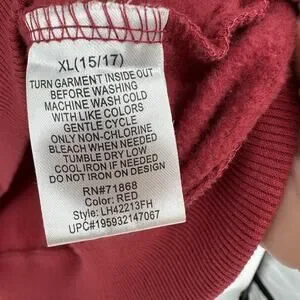 XL(15/17)
TURN GARMENT INSIDE OUT
BEFORE WASHING
MACHINE WASH COLD
WITH LIKE COLORS
GENTLE CYCLE
ONLY NON-CHLORINE
BLEACH WHEN NEEDED
TUMBLE DRY LOW
COOL IRON IF NEEDED
DO NOT IRON ON DESIGN
RN#71868
Color: RED
Style: LH42213FH
UPC#195932147067